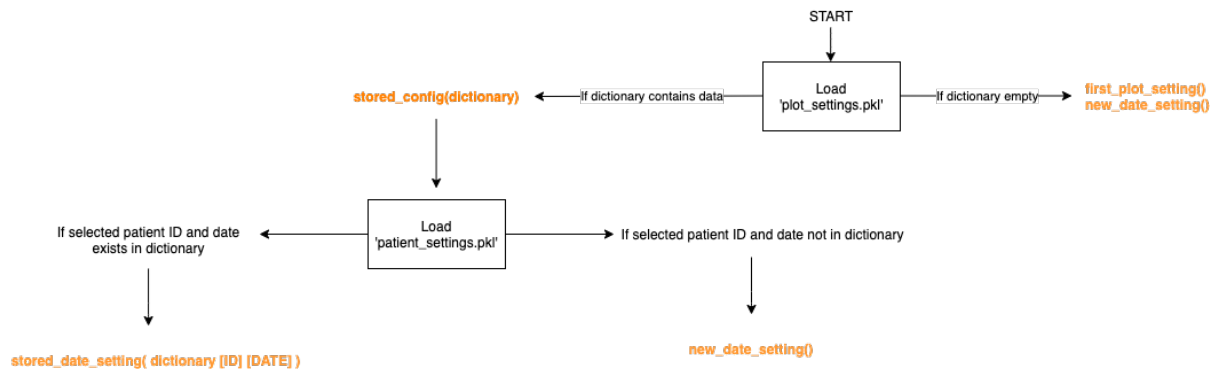 START
Load
'plot_settings.pkl'
If dictionary contains data
If dictionary empty
stored_config(dictionary)
first_plot_setting()
new_date_setting()
Load
'patient_settings.pkl'
If selected patient ID and date
exists in dictionary
If selected patient ID and date not in dictionary
stored_date_setting( dictionary [ID] [DATE] )
new_date_setting()